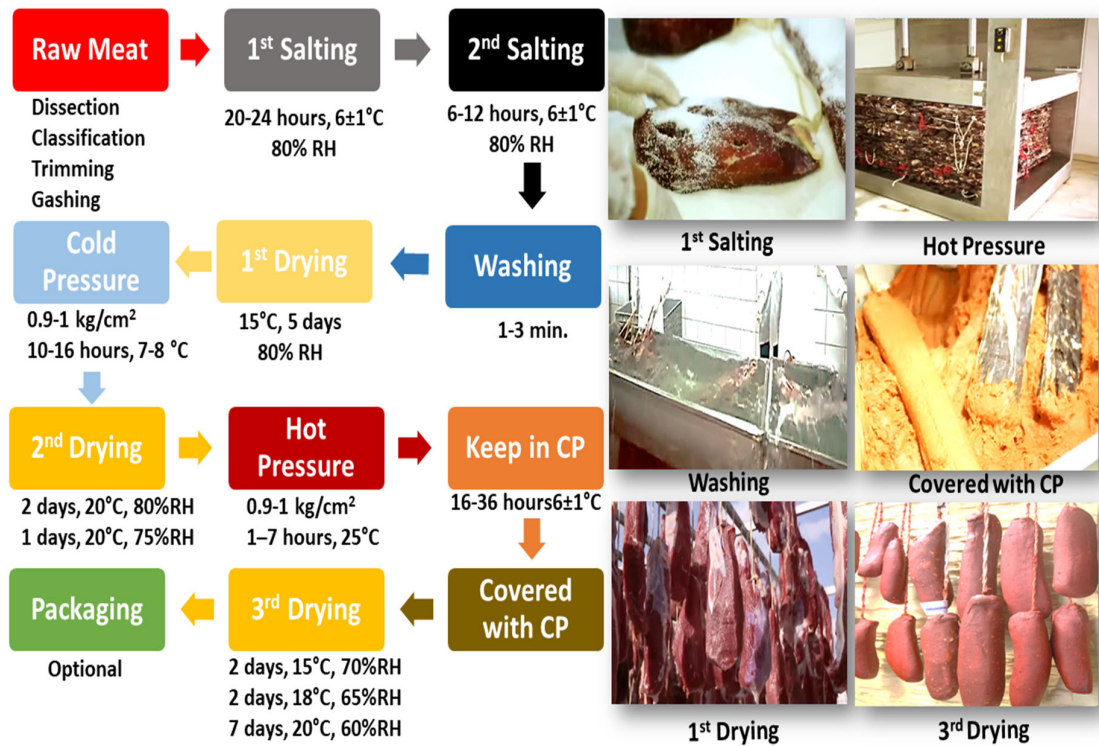 Raw Meat
Dissection
Classification
Trimming
Gashing
1st Salting
20-24 hours, 6±1°C
80% RH
2nd Salting
6-12 hours, 6±1°C
80% RH
Washing
1-3 min.
1st Drying
15°C, 5 days
80% RH
Cold
Pressure
0.9-1 kg/cm²
10-16 hours, 7-8 °C
2nd Drying
2 days, 20°C, 80%RH
1 days, 20°C, 75%RH
Hot
Pressure
0.9-1 kg/cm²
1–7 hours, 25°C
Keep in CP
16-36 hours6±1°C
Covered
with CP
3rd Drying
2 days, 15°C, 70%RH
2 days, 18°C, 65%RH
7 days, 20°C, 60%RH
Packaging
Optional
1st Salting
Hot Pressure
Washing
Covered with CP
1st Drying
3rd Drying